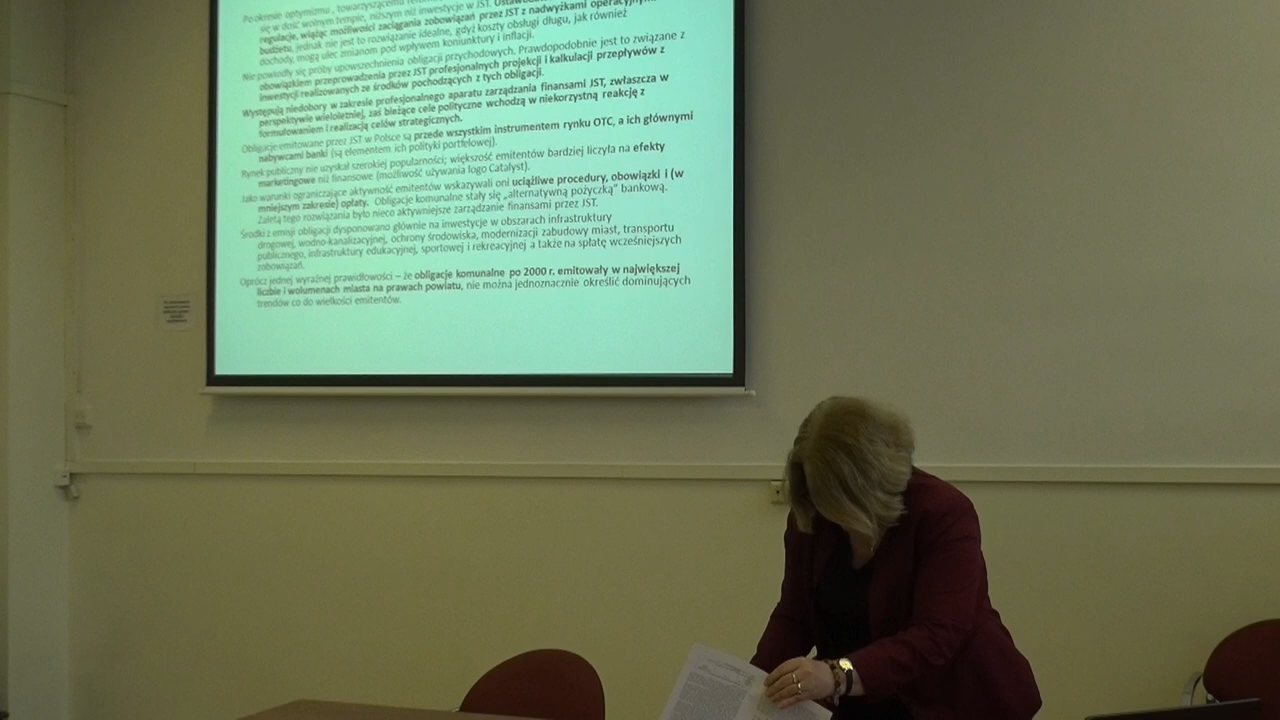 Po okresie optymizmu , towarzyszącemu
się w dość wolnym tempie, niższym niż inwestycje w JST.
regulacje, wiążąc możliwości zaciągania zobowiązań przez JST z nadwyżkami operacyjnymi
budżetu, jednak nie jest to rozwiązanie idealne, gdyż koszty obsługi długu, jak również
dochody, mogą ulec zmianom pod wpływem koniunktury i inflacji.
Nie powiodły się próby upowszechnienia obligacji przychodowych. Prawdopodobnie jest to związane z
obowiązkiem przeprowadzenia przez JST profesjonalnych projekcji i kalkulacji przepływów z
inwestycji realizowanych ze środków pochodzących z tych obligacji.
Występują niedobory w zakresie profesjonalnego aparatu zarządzania finansami JST, zwłaszcza w
perspektywie wieloletniej, zaś bieżące cele polityczne wchodzą w niekorzystną reakcję z
formułowaniem i realizacją celów strategicznych.
Obligacje emitowane przez JST w Polsce są przede wszystkim instrumentem rynku OTC, a ich głównymi
nabywcami banki (są elementem ich polityki portfelowej).
Rynek publiczny nie uzyskał szerokiej popularności; większość emitentów bardziej liczyła na efekty
marketingowe niż finansowe (możliwość używania logo Catalyst).
Jako warunki ograniczające aktywność emitentów wskazywali oni uciążliwe procedury, obowiązki i (w
mniejszym zakresie) opłaty. Obligacje komunalne stały się „alternatywną pożyczką” bankową.
Zaletą tego rozwiązania było nieco aktywniejsze zarządzanie finansami przez JST.
Środki z emisji obligacji dysponowano głównie na inwestycje w obszarach infrastruktury
drogowej, wodno-kanalizacyjnej, ochrony środowiska, modernizacji zabudowy miast, transportu
publicznego, infrastruktury edukacyjnej, sportowej i rekreacyjnej a także na spłatę wcześniejszych
zobowiązań.
Oprócz jednej wyraźnej prawidłowości – że obligacje komunalne po 2000 r. emitowały w największej
liczbie i wolumenach miasta na prawach powiatu, nie można jednoznacznie określić dominujących
trendów co do wielkości emitentów.